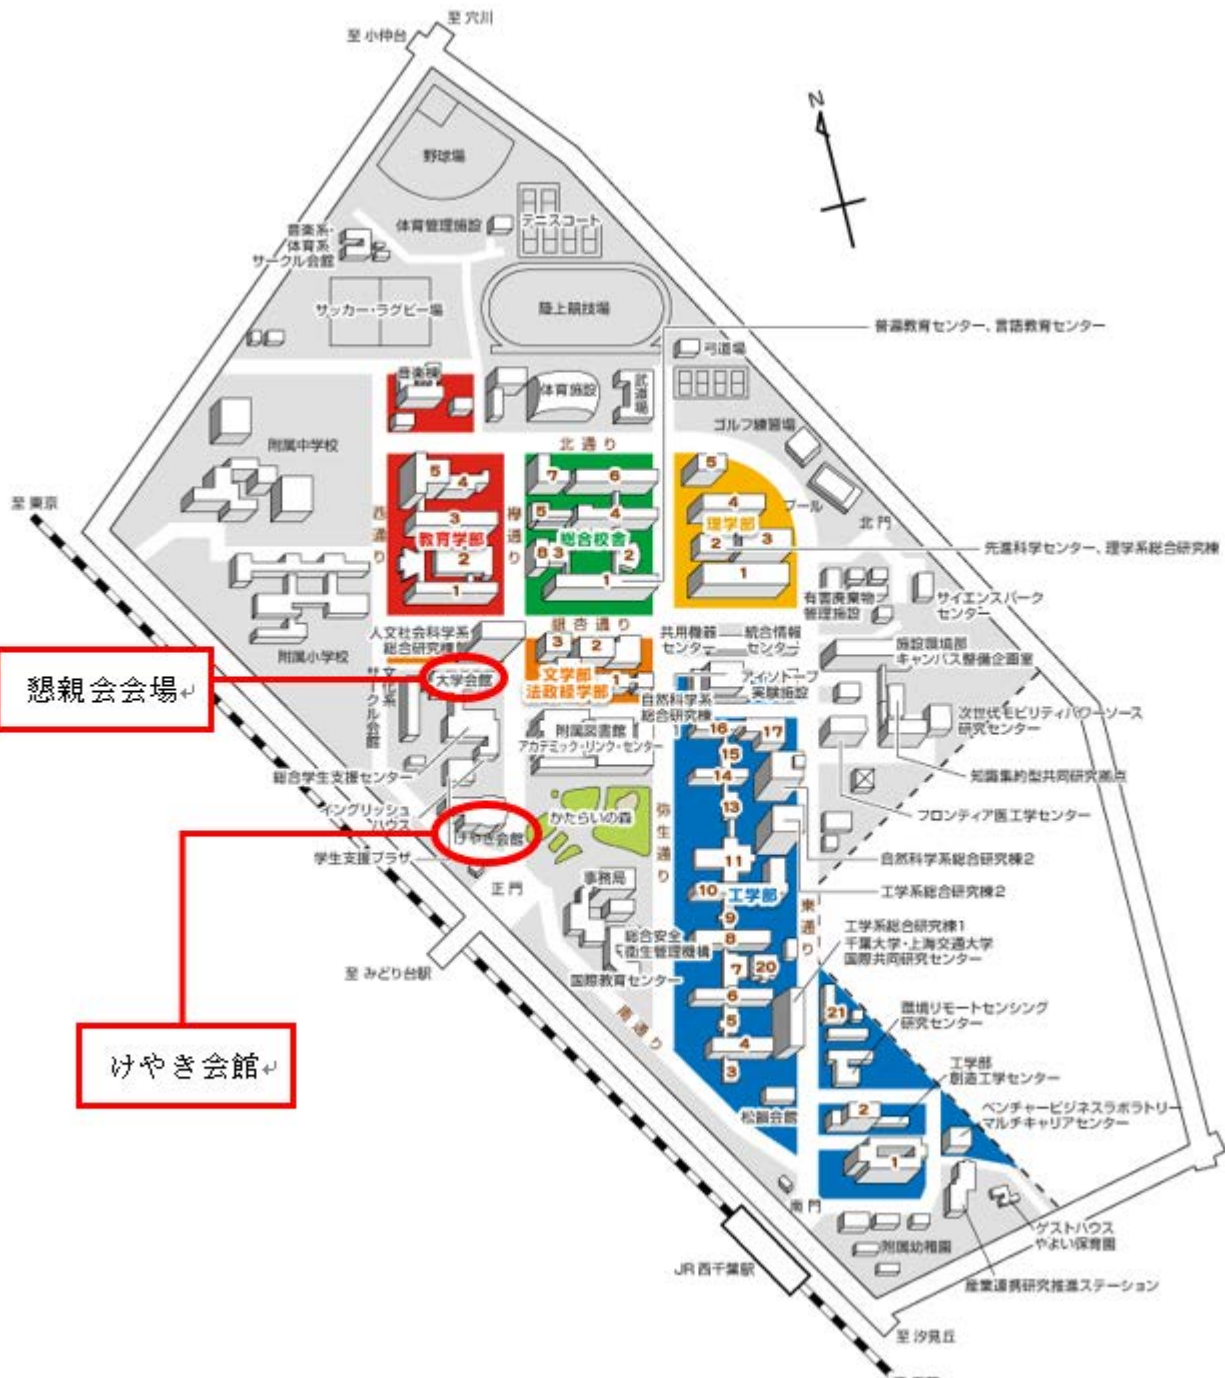 至 穴川
至 小仲台
N
野球場
体育管理施設
テニスコート
音楽系・
体育系
サークル会館
サッカー・ラグビー場
陸上競技場
普遍教育センター、言語教育センター
弓道場
音楽棟
体育施設
武道場
ゴルフ練習場
附属中学校
北通り
至 東京
西通り
欅通り
プール
北門
5
4
3
教育学部
2
1
7
6
5
4
総合校舎
8
3
2
1
5
4
理学部
2
3
1
先進科学センター、理学系総合研究棟
有害廃棄物
管理施設
サイエンスパーク
センター
銀杏通り
人文社会科学系
総合研究棟
附属小学校
共用機器
センター
統合情報
センター
施設環境部
キャンパス整備企画室
3
2
1
文学部
法政経学部
懇親会会場
大学会館
文化系
サークル会館
自然科学系
総合研究棟
アイソトープ
実験施設
附属図書館
アカデミック・リンク・センター
次世代モビリティパワーソース
研究センター
総合学生支援センター
知識集約型共同研究拠点
イングリッシュ
ハウス
フロンティア医工学センター
けやき会館
かたらいの森
弥生通り
学生支援プラザ
自然科学系総合研究棟2
正門
事務局
工学系総合研究棟2
16
17
15
14
13
11
10
工学部
9
8
7
20
6
5
4
3
東通り
総合安全
衛生管理機構
工学系総合研究棟1
千葉大学・上海交通大学
国際共同研究センター
至 みどり台駅
国際教育センター
南通り
21
環境リモートセンシング
研究センター
けやき会館
工学部
創造工学センター
松韻会館
2
ベンチャービジネスラボラトリー
マルチキャリアセンター
1
南門
ゲストハウス
やよい保育園
附属幼稚園
JR 西千葉駅
産業連携研究推進ステーション
至 汐見丘